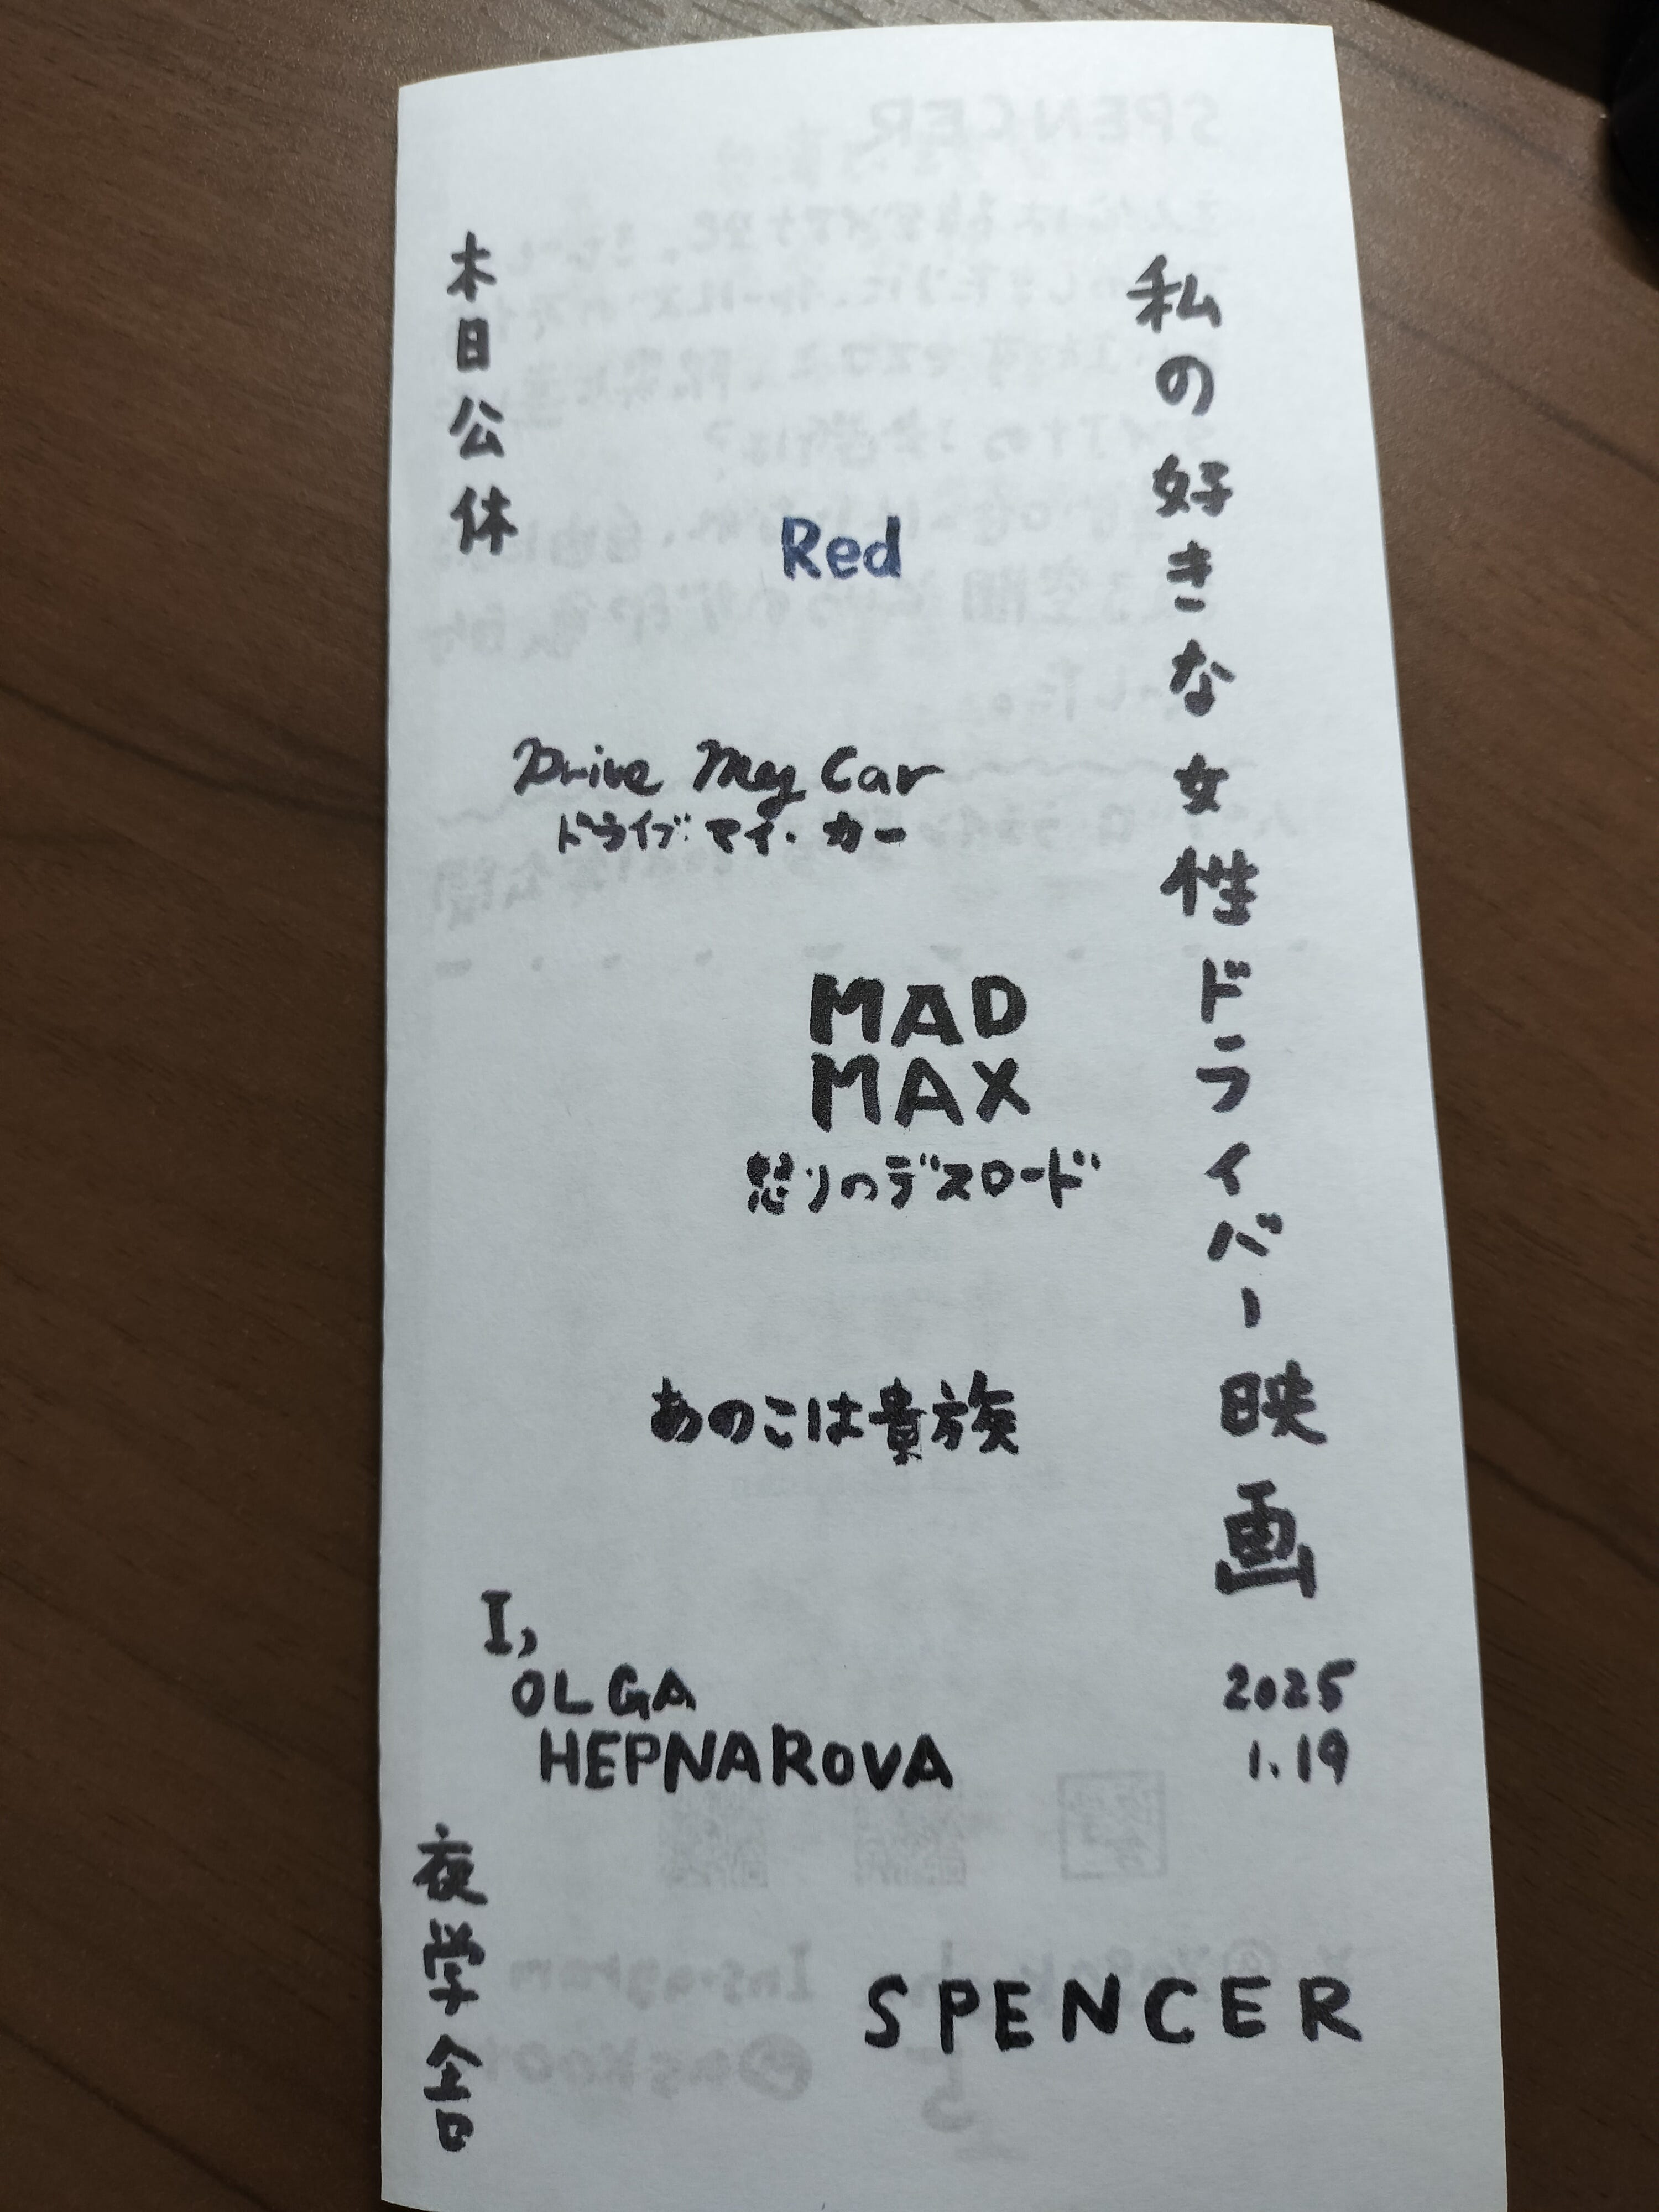 私の好きな女性ドライバー映画
2025
1.19
本日公休
Red
Drive My Car
ドライブ・マイ・カー
MAD
MAX
怒りのデスロード
あのこは貴族
I,
OLGA
HEPNAROVA
SPENCER
夜学舎